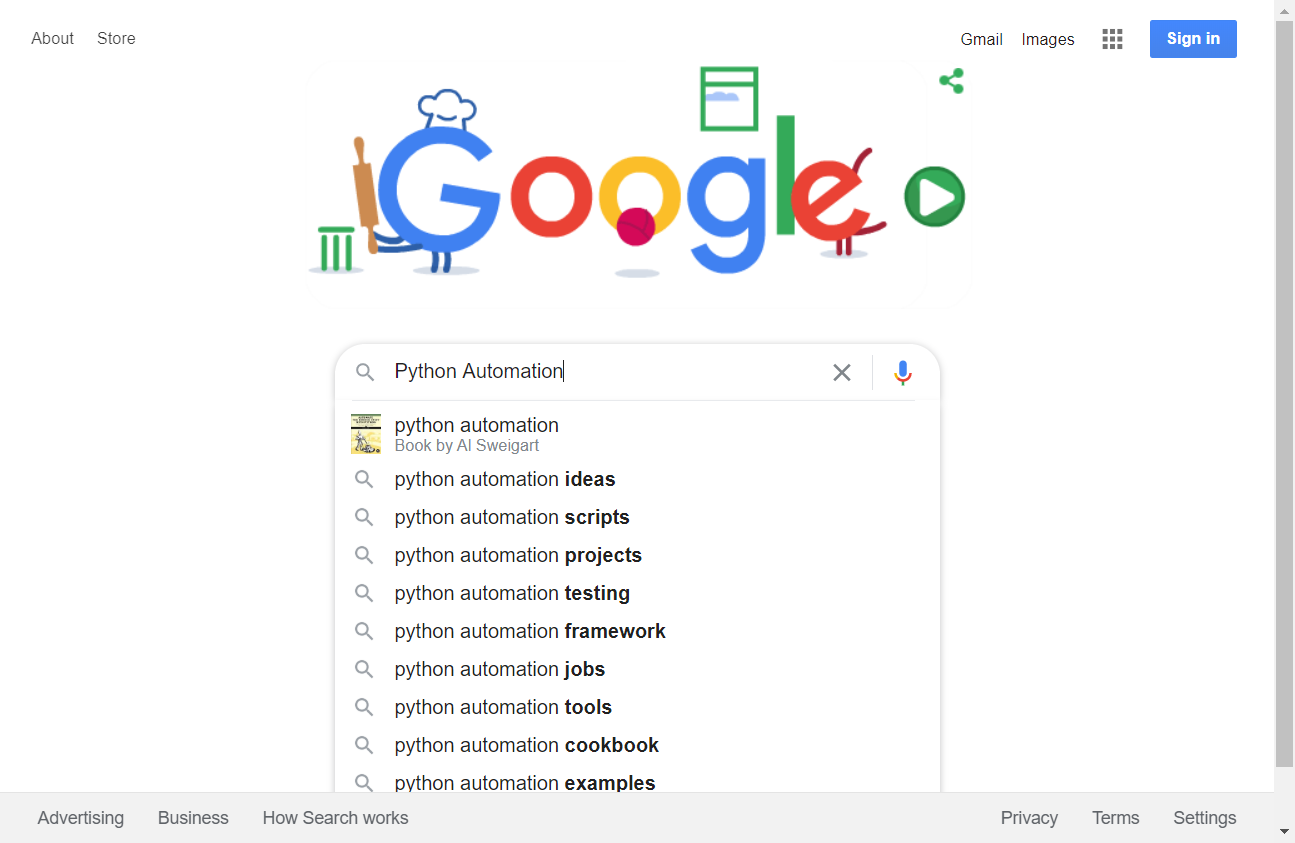 About Store
Gmail Images Sign in
Google
Python Automation
python automation
Book by Al Sweigart
python automation ideas
python automation scripts
python automation projects
python automation testing
python automation framework
python automation jobs
python automation tools
python automation cookbook
python automation examples
Advertising Business How Search works
Privacy Terms Settings